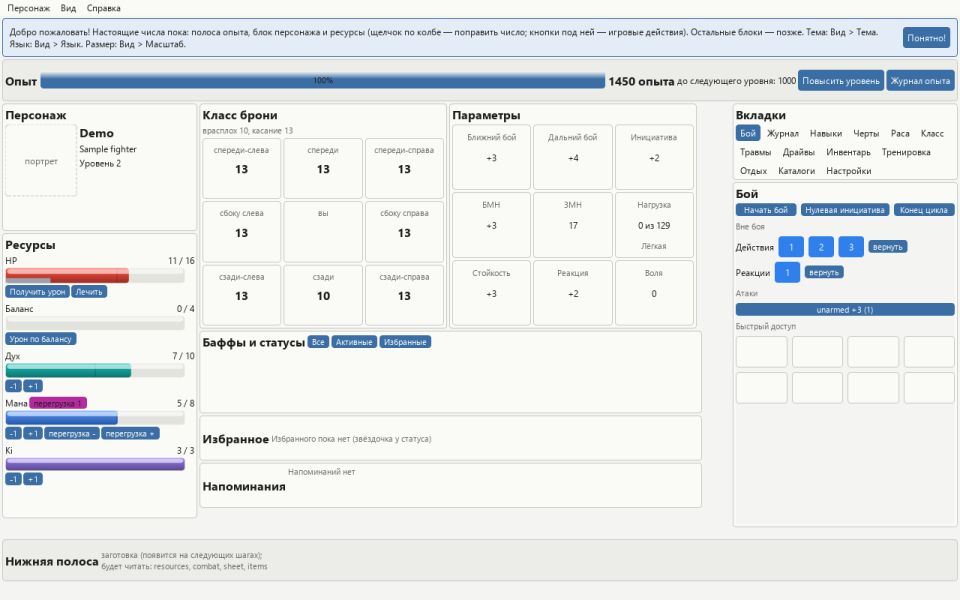 Персонаж Вид Справка
Добро пожаловать! Настоящие числа пока: полоса опыта, блок персонажа и ресурсы (щелчок по колбе — поправить число; кнопки под ней — игровые действия). Остальные блоки — позже. Тема: Вид > Тема.
Язык: Вид > Язык. Размер: Вид > Масштаб.
Понятно!
Опыт 100% 1450 опыта до следующего уровня: 1000 Повысить уровень Журнал опыта
Персонаж
портрет
Demo
Sample fighter
Уровень 2
Ресурсы
HP 11 / 16
Получить урон Лечить
Баланс 0 / 4
Урон по балансу
Дух 7 / 10
-1 +1
Мана перегрузка 1 5 / 8
-1 +1 перегрузка - перегрузка +
Ki 3 / 3
-1 +1
Класс брони
врасплох 10, касание 13
спереди-слева спереди спереди-справа
13 13 13
сбоку слева вы сбоку справа
13 13
сзади-слева сзади сзади-справа
13 10 13
Параметры
Ближний бой Дальний бой Инициатива
+3 +4 +2
БМН ЗМН Нагрузка
+3 17 0 из 129
Лёгкая
Стойкость Реакция Воля
+3 +2 0
Баффы и статусы Все Активные Избранные
Избранное Избранного пока нет (звёздочка у статуса)
Напоминаний нет
Напоминания
Вкладки
Бой Журнал Навыки Черты Раса Класс
Травмы Драйвы Инвентарь Тренировка
Отдых Каталоги Настройки
Бой
Начать бой Нулевая инициатива Конец цикла
Вне боя
Действия 1 2 3 вернуть
Реакции 1 вернуть
Атаки
unarmed +3 (1)
Быстрый доступ
Нижняя полоса
заготовка (появится на следующих шагах);
будет читать: resources, combat, sheet, items